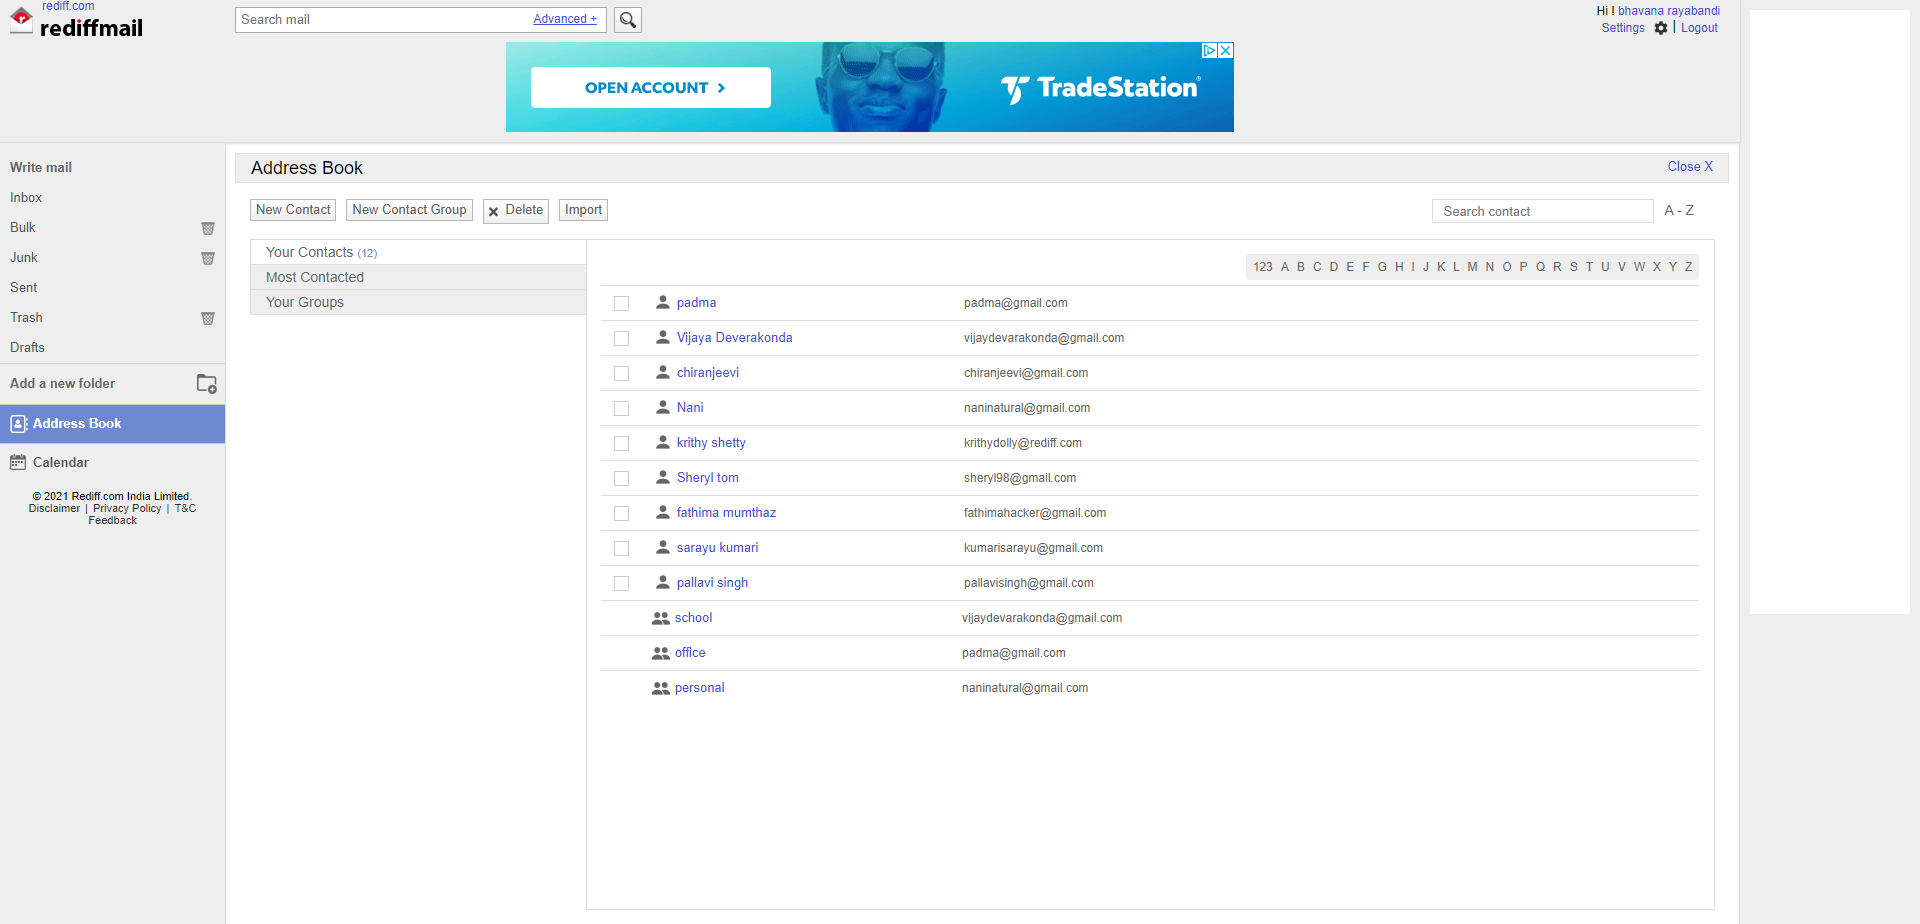 rediff.com
rediffmail
Search mail Advanced +
Hi ! bhavana rayabandi
Settings | Logout
OPEN ACCOUNT >
TradeStation®
Write mail
Inbox
Bulk
Junk
Sent
Trash
Drafts
Add a new folder
Address Book
Calendar
© 2021 Rediff.com India Limited.
Disclaimer | Privacy Policy | T&C
Feedback
Address Book Close X
New Contact New Contact Group Delete Import Search contact A - Z
Your Contacts (12)
Most Contacted
Your Groups
123 A B C D E F G H I J K L M N O P Q R S T U V W X Y Z
padma padma@gmail.com
Vijaya Deverakonda vijaydevarakonda@gmail.com
chiranjeevi chiranjeevi@gmail.com
Nani naninatural@gmail.com
krithy shetty krithydolly@rediff.com
Sheryl tom sheryl98@gmail.com
fathima mumthaz fathimahacker@gmail.com
sarayu kumari kumarisarayu@gmail.com
pallavi singh pallavisingh@gmail.com
school vijaydevarakonda@gmail.com
office padma@gmail.com
personal naninatural@gmail.com